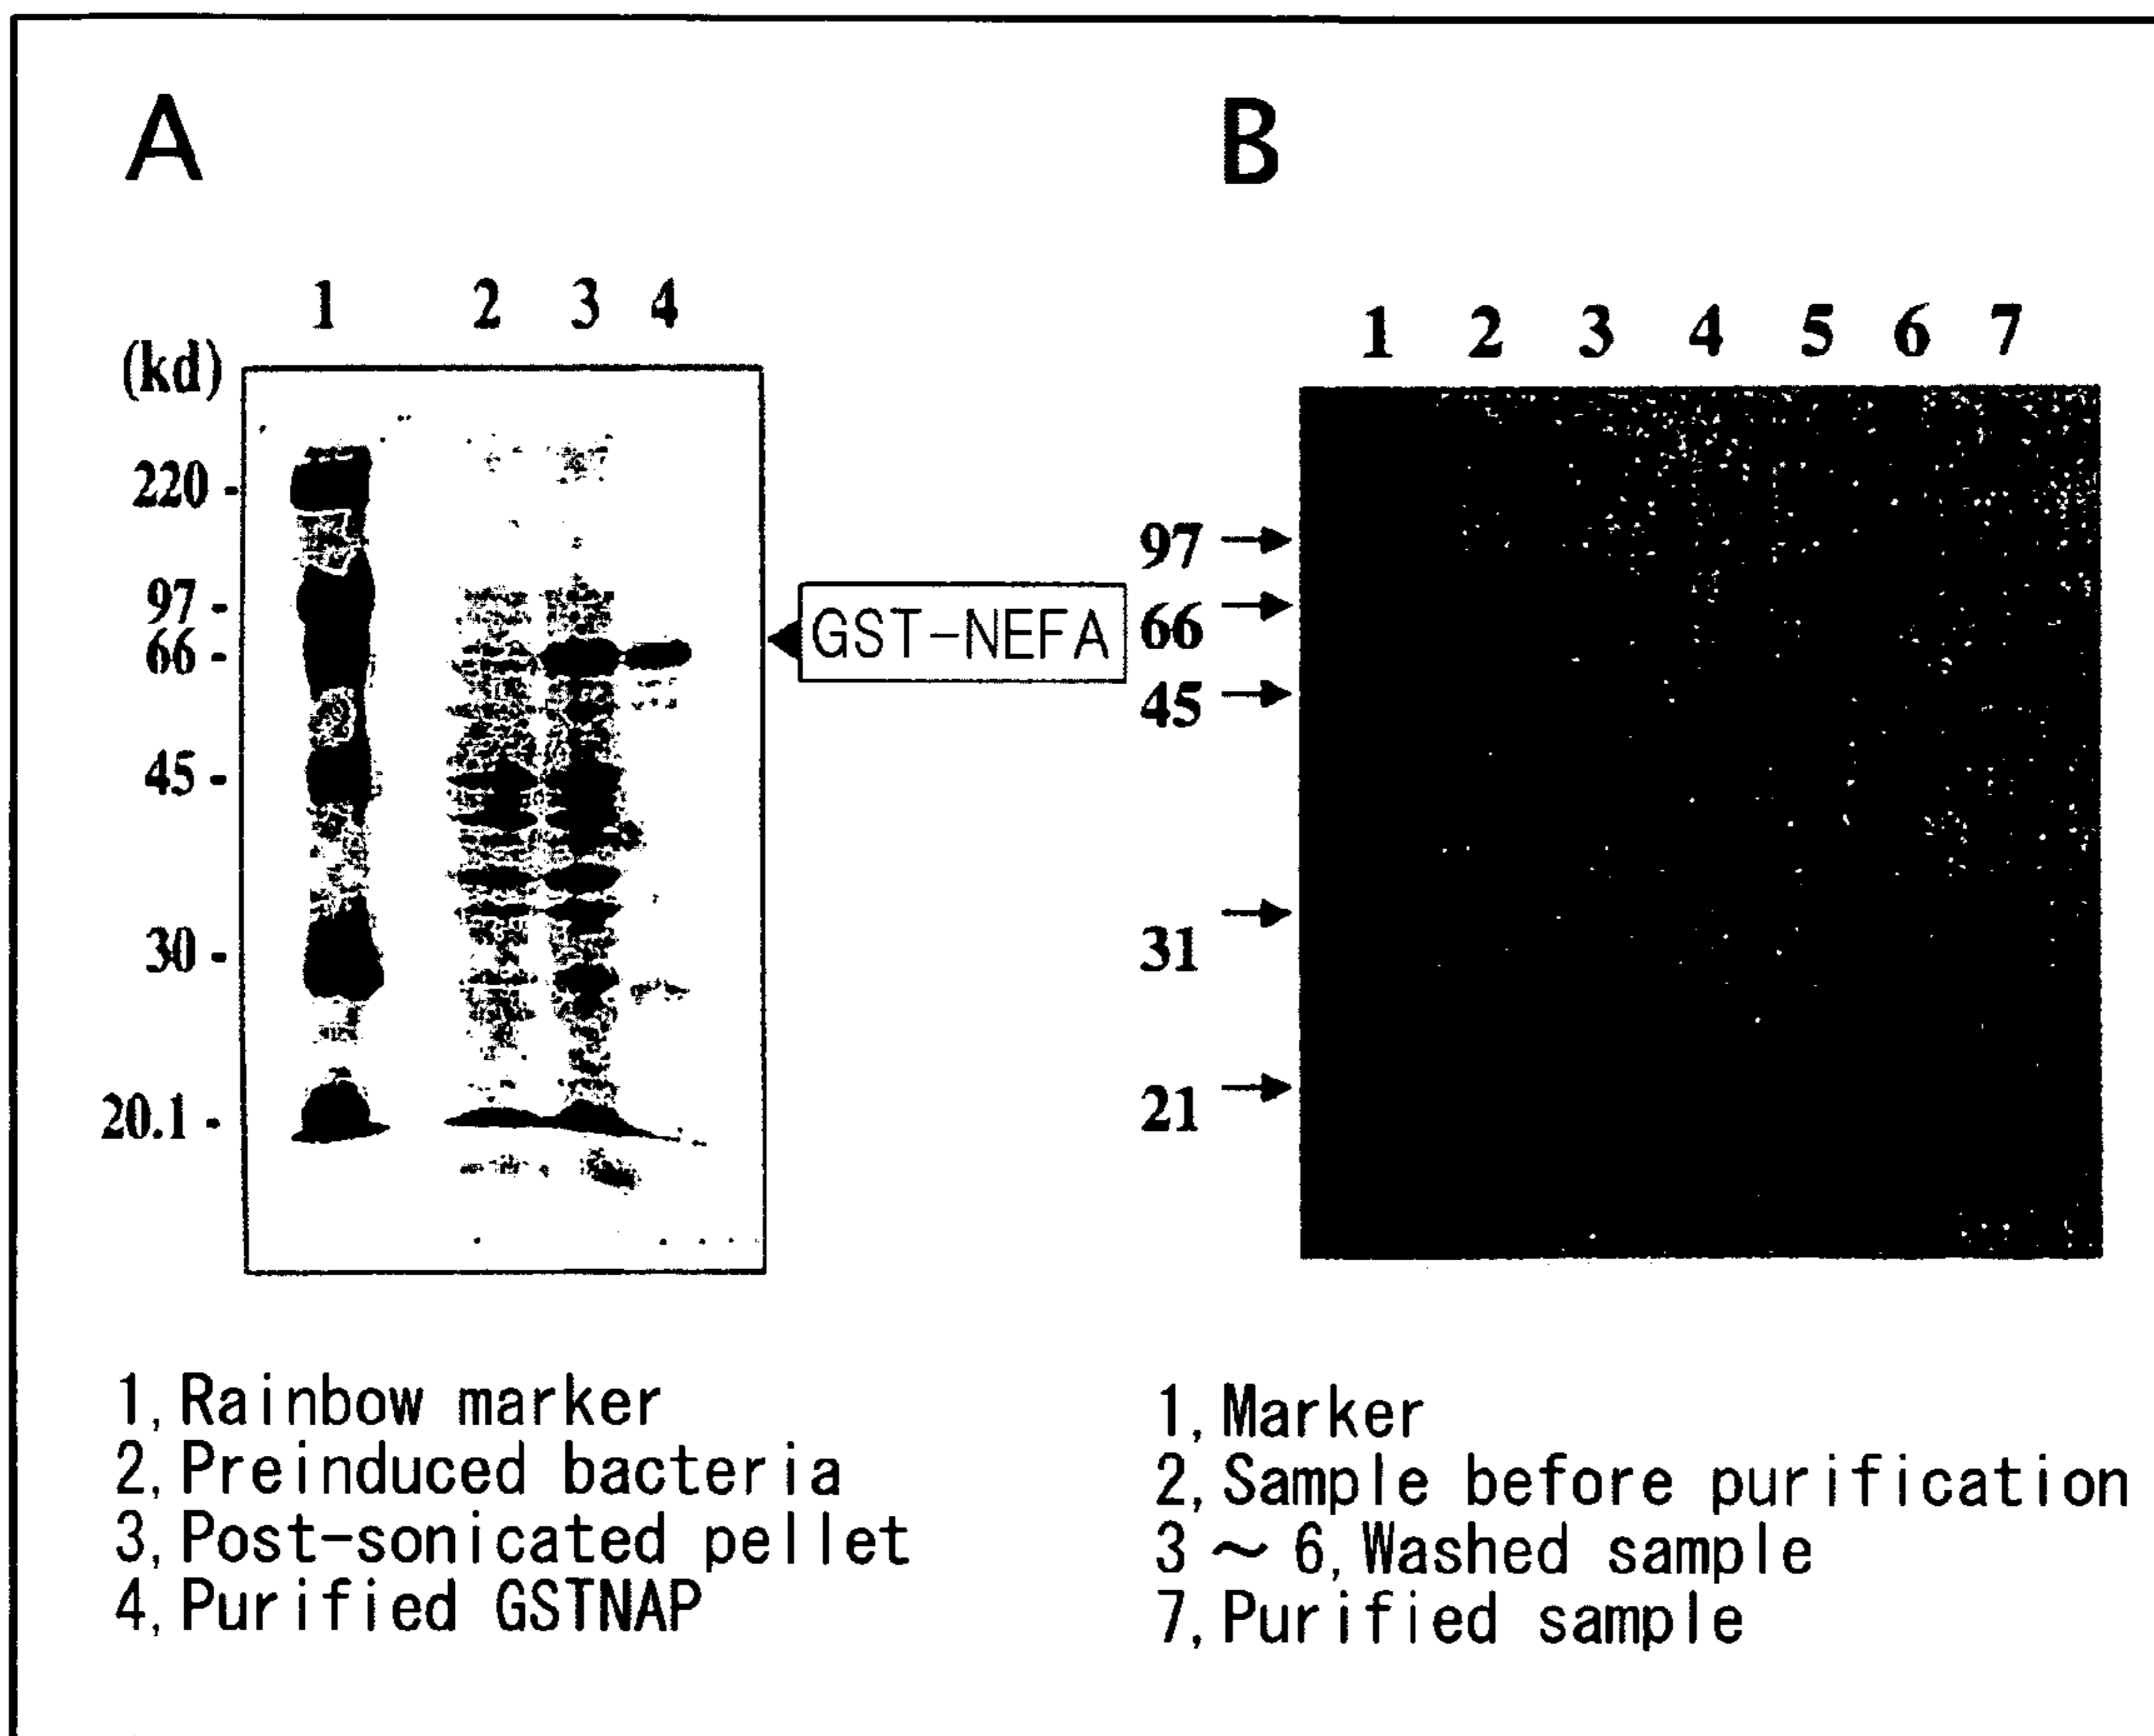 A
1 2 3 4
(kd)
220 -
97 -
66 -
45 -
30 -
20.1 -
GST-NEFA
1, Rainbow marker
2, Preinduced bacteria
3, Post-sonicated pellet
4, Purified GSTNAP
B
1 2 3 4 5 6 7
97 →
66 →
45 →
31 →
21 →
1, Marker
2, Sample before purification
3 ~ 6, Washed sample
7, Purified sample